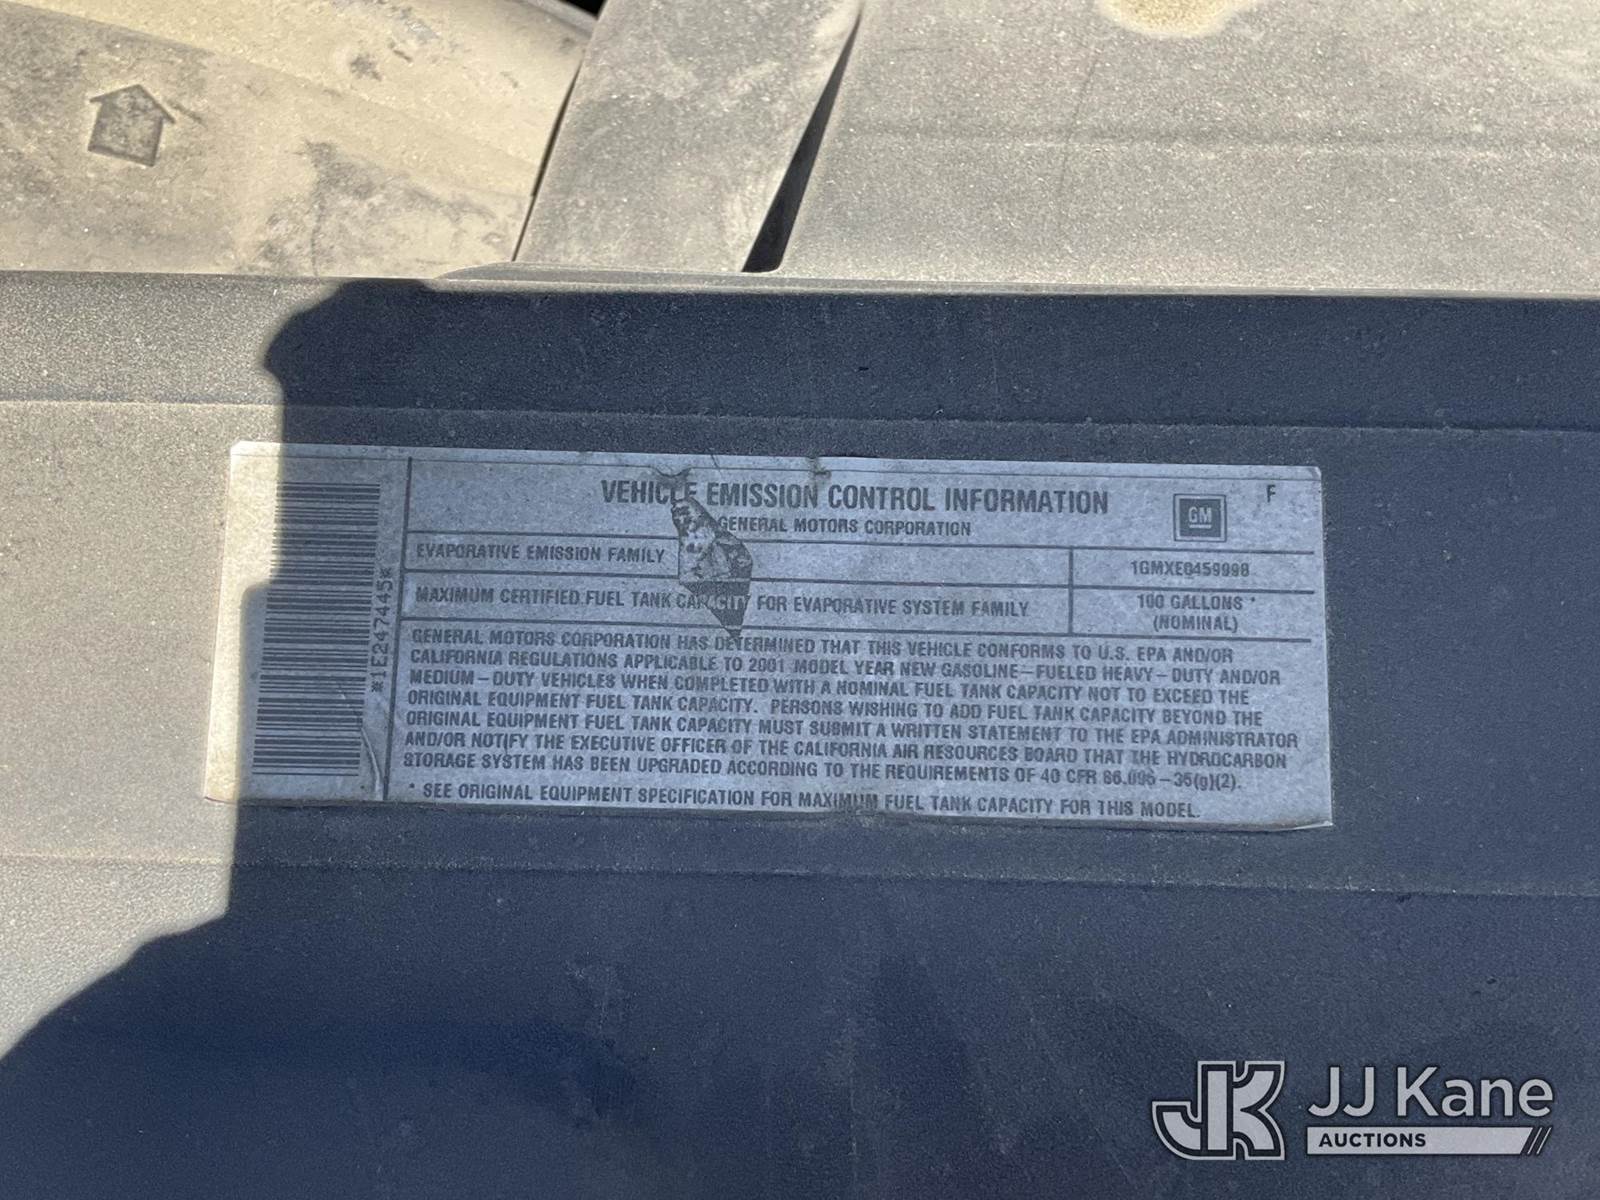 VEHICLE EMISSION CONTROL INFORMATION
GENERAL MOTORS CORPORATION
GM
F
EVAPORATIVE EMISSION FAMILY
1GMXE0459998
MAXIMUM CERTIFIED FUEL TANK CAPACITY FOR EVAPORATIVE SYSTEM FAMILY
100 GALLONS *
(NOMINAL)
GENERAL MOTORS CORPORATION HAS DETERMINED THAT THIS VEHICLE CONFORMS TO U.S. EPA AND/OR
CALIFORNIA REGULATIONS APPLICABLE TO 2001 MODEL YEAR NEW GASOLINE-FUELED HEAVY-DUTY AND/OR
MEDIUM-DUTY VEHICLES WHEN COMPLETED WITH A NOMINAL FUEL TANK CAPACITY NOT TO EXCEED THE
ORIGINAL EQUIPMENT FUEL TANK CAPACITY. PERSONS WISHING TO ADD FUEL TANK CAPACITY BEYOND THE
ORIGINAL EQUIPMENT FUEL TANK CAPACITY MUST SUBMIT A WRITTEN STATEMENT TO THE EPA ADMINISTRATOR
AND/OR NOTIFY THE EXECUTIVE OFFICER OF THE CALIFORNIA AIR RESOURCES BOARD THAT THE HYDROCARBON
STORAGE SYSTEM HAS BEEN UPGRADED ACCORDING TO THE REQUIREMENTS OF 40 CFR 86.096-35(g)(2).
* SEE ORIGINAL EQUIPMENT SPECIFICATION FOR MAXIMUM FUEL TANK CAPACITY FOR THIS MODEL.
*1E247445*
JK JJ Kane
AUCTIONS